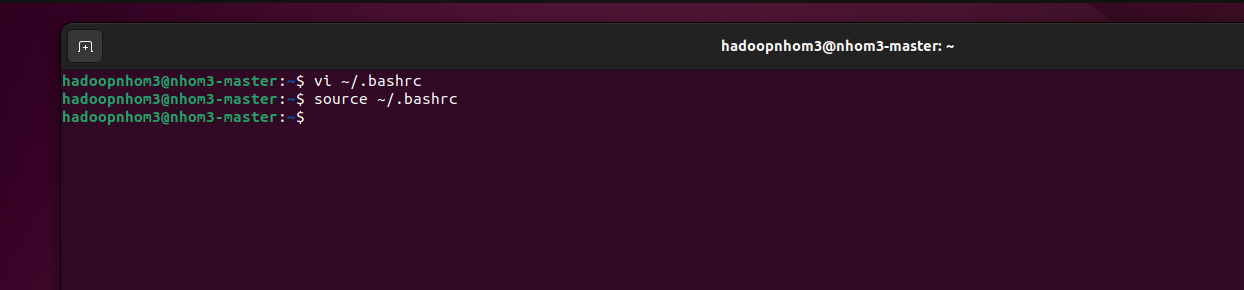 hadoopnhom3@nhom3-master: ~
hadoopnhom3@nhom3-master:~$ vi ~/.bashrc
hadoopnhom3@nhom3-master:~$ source ~/.bashrc
hadoopnhom3@nhom3-master:~$